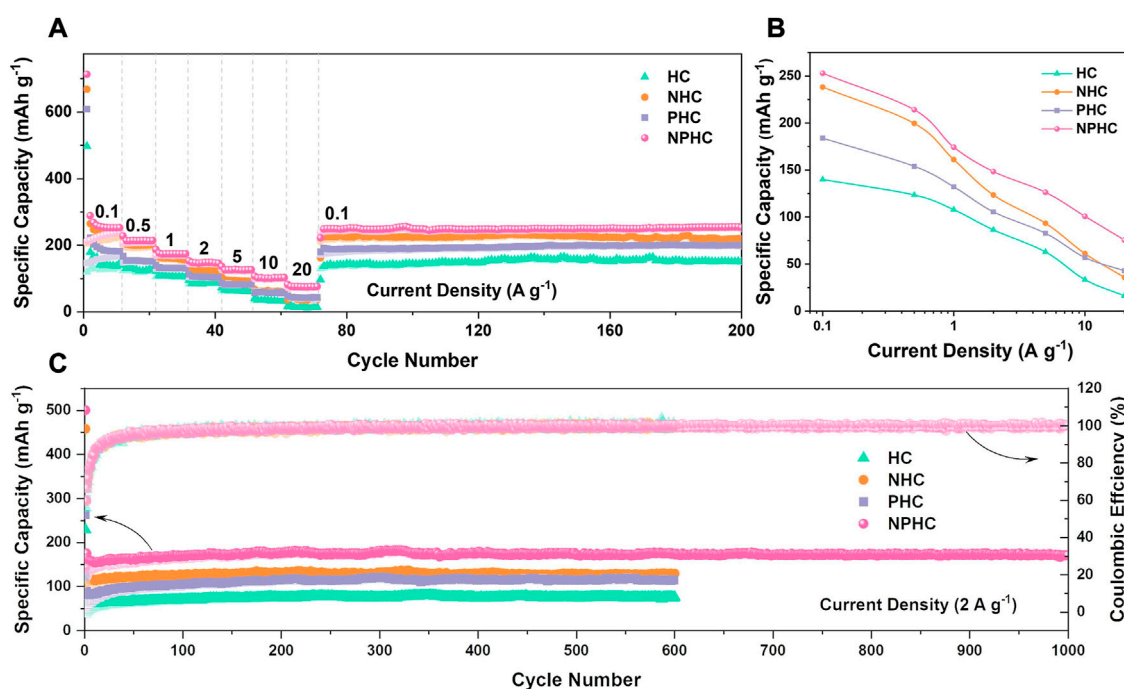 A
Specific Capacity (mAh g⁻¹)
600
400
200
0
0.1
0.5
1
2
5
10
20
0.1
HC
NHC
PHC
NPHC
Current Density (A g⁻¹)
0 40 80 120 160 200
Cycle Number
B
Specific Capacity (mAh g⁻¹)
250
200
150
100
50
0
HC
NHC
PHC
NPHC
0.1 1 10
Current Density (A g⁻¹)
C
Specific Capacity (mAh g⁻¹)
500
400
300
200
100
0
HC
NHC
PHC
NPHC
Current Density (2 A g⁻¹)
120
100
80
60
40
20
0
Coulombic Effciency (%)
0 100 200 300 400 500 600 700 800 900 1000
Cycle Number